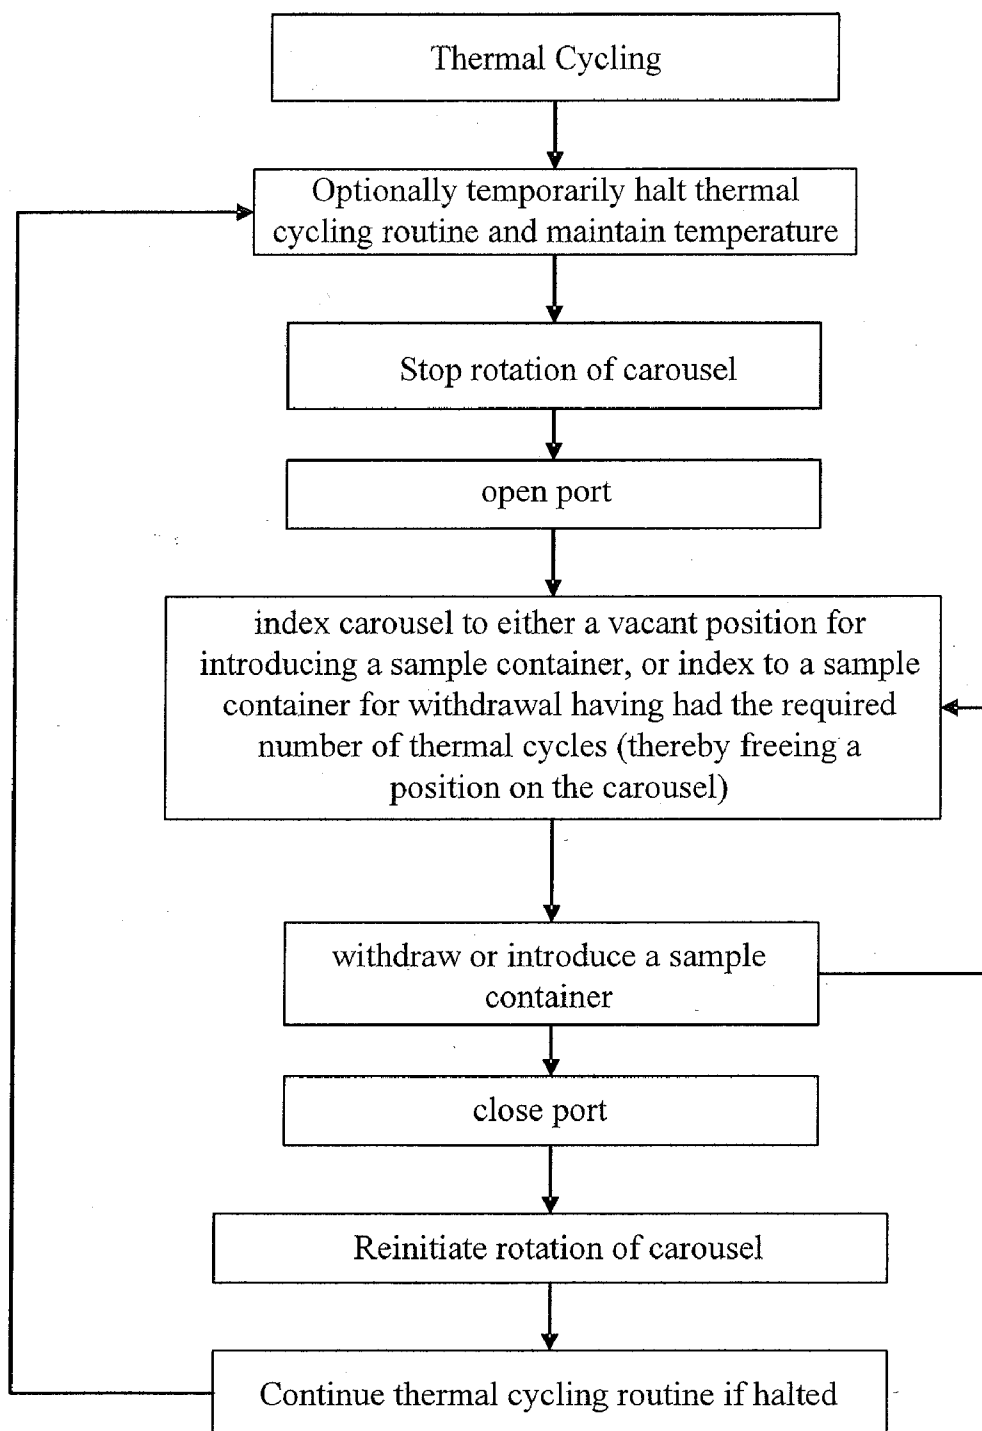 Thermal Cycling
Optionally temporarily halt thermal
cycling routine and maintain temperature
Stop rotation of carousel
open port
index carousel to either a vacant position for
introducing a sample container, or index to a sample
container for withdrawal having had the required
number of thermal cycles (thereby freeing a
position on the carousel)
withdraw or introduce a sample
container
close port
Reinitiate rotation of carousel
Continue thermal cycling routine if halted